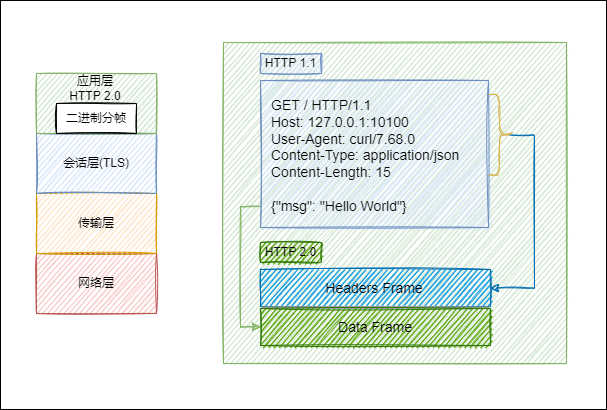 应用层
HTTP 2.0
二进制分帧
会话层(TLS)
传输层
网络层
HTTP 1.1
GET / HTTP/1.1
Host: 127.0.0.1:10100
User-Agent: curl/7.68.0
Content-Type: application/json
Content-Length: 15
{"msg": "Hello World"}
HTTP 2.0
Headers Frame
Data Frame